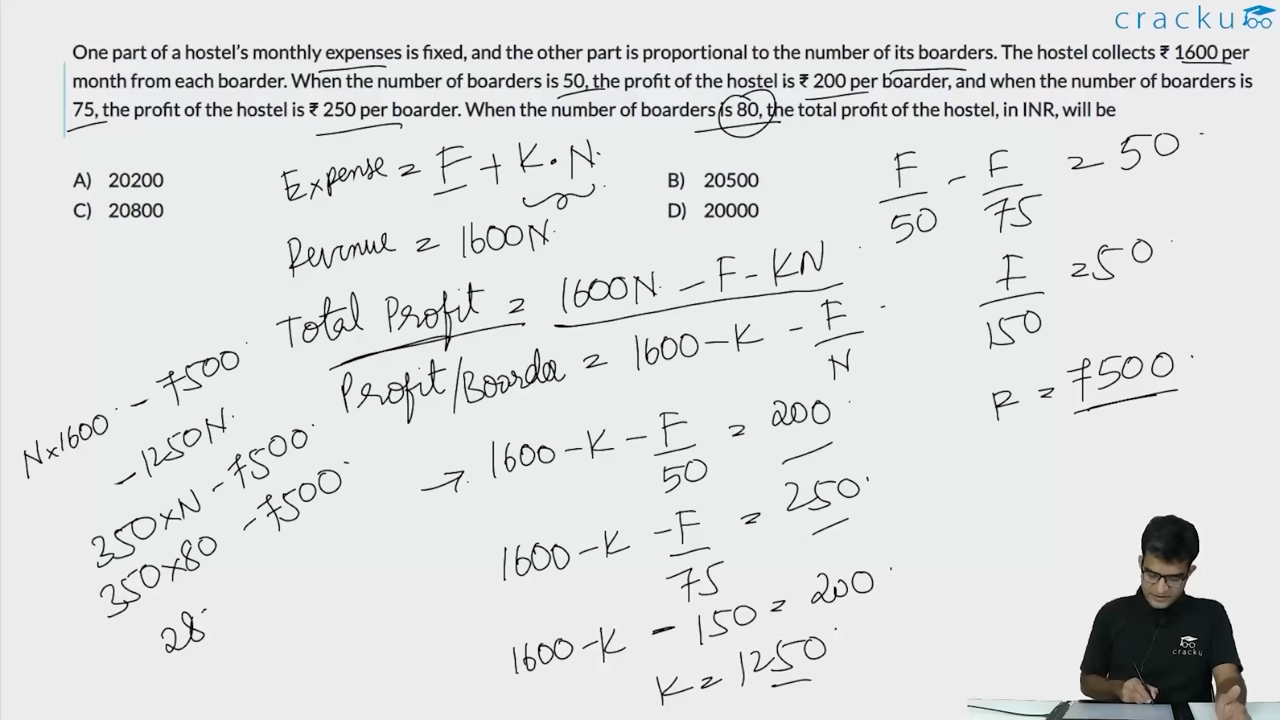 cracku
One part of a hostel's monthly expenses is fixed, and the other part is proportional to the number of its boarders. The hostel collects ₹ 1600 per
month from each boarder. When the number of boarders is 50, the profit of the hostel is ₹ 200 per boarder, and when the number of boarders is
75, the profit of the hostel is ₹ 250 per boarder. When the number of boarders is 80, the total profit of the hostel, in INR, will be
A) 20200
B) 20500
C) 20800
D) 20000
Expense = F + K.N.
Revenue = 1600N.
Total Profit = 1600N - F - KN
Profit/Boarder = 1600 - K - F/N
→ 1600 - K - F/50 = 200
1600 - K - F/75 = 250
1600 - K - 150 = 200
K = 1250
F/50 - F/75 = 50
F/150 = 50
F = 7500
N×1600 - 7500
- 1250N
350×N - 7500
350×80 - 7500
28
cracku